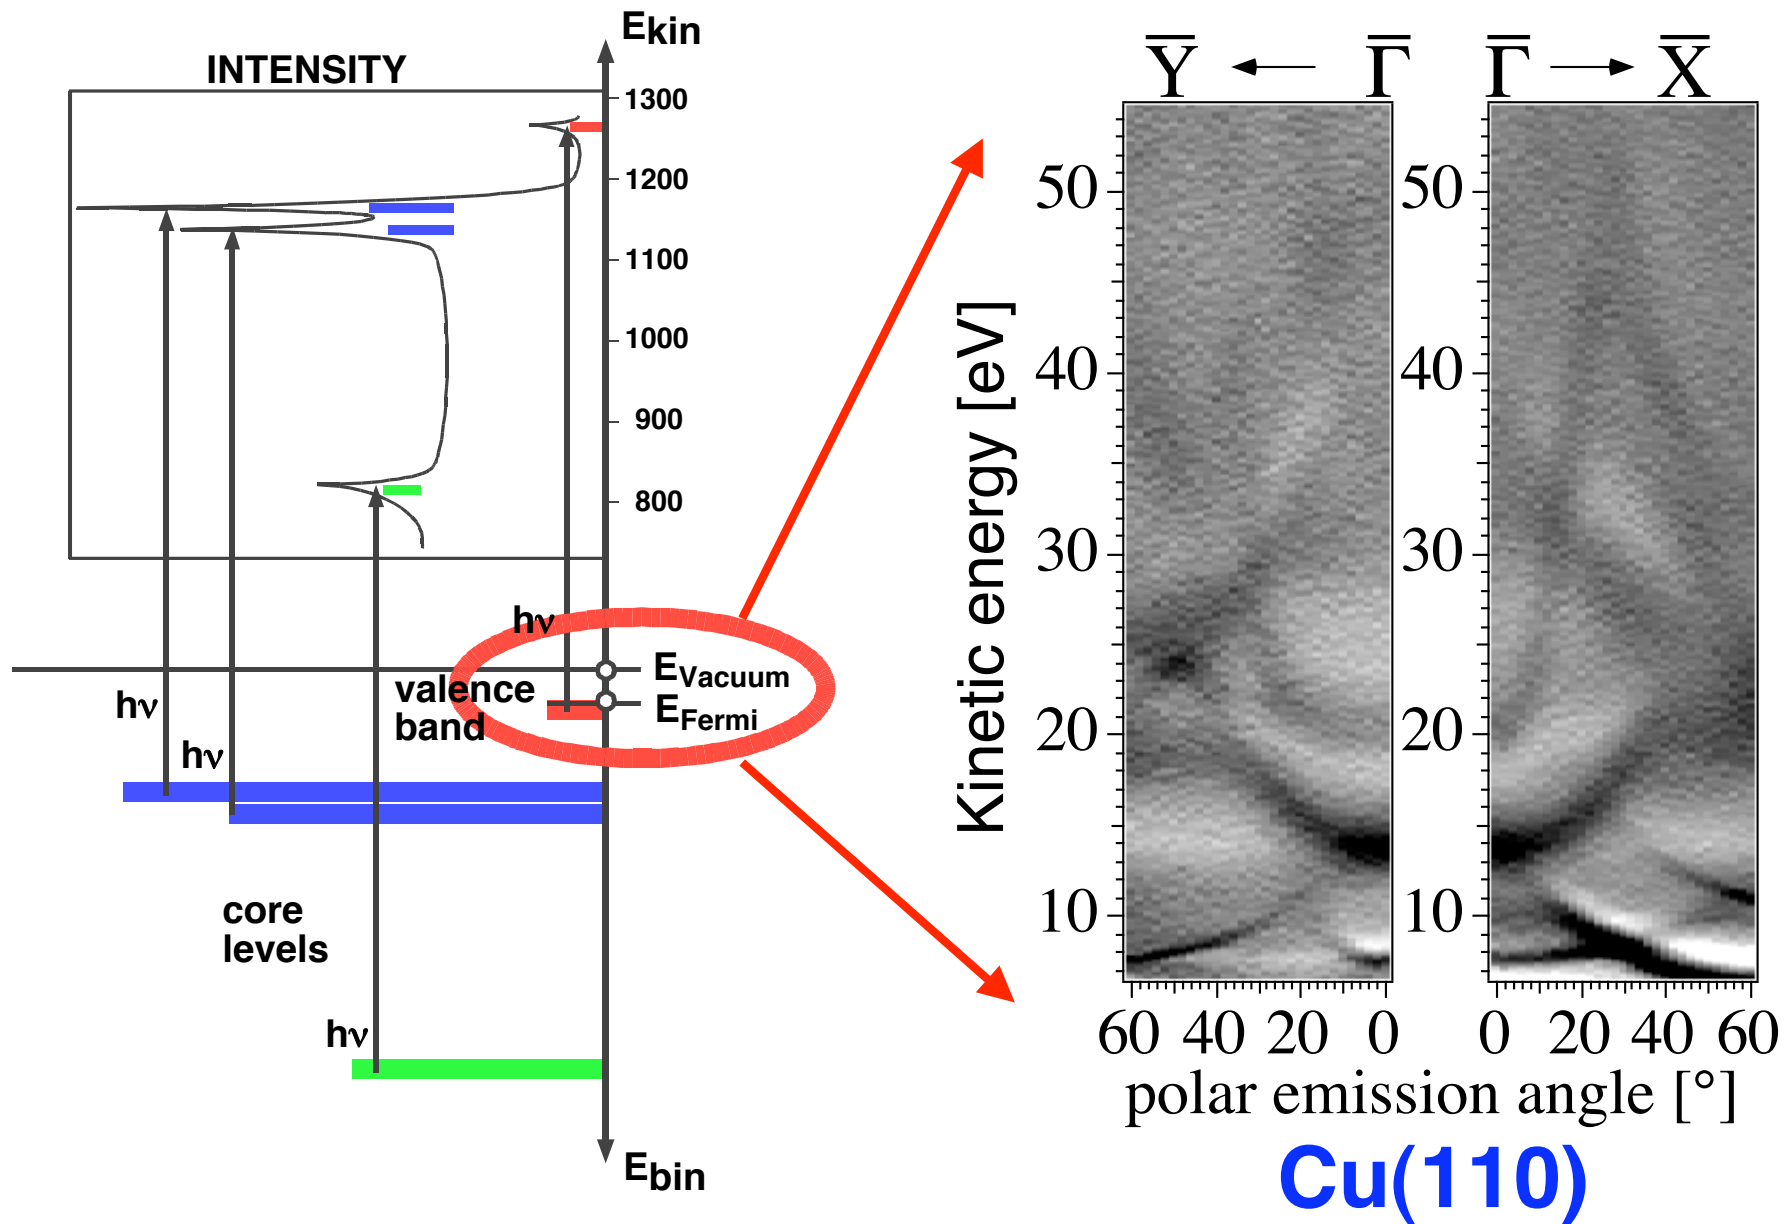 Ekin
INTENSITY
1300
1200
1100
1000
900
800
hν
EVacuum
valence
band
EFermi
hν
hν
core
levels
hν
Ebin
Y̅ Γ̅
Γ̅ X̅
Kinetic energy [eV]
50
40
30
20
10
50
40
30
20
10
60 40 20 0
0 20 40 60
polar emission angle [°]
Cu(110)